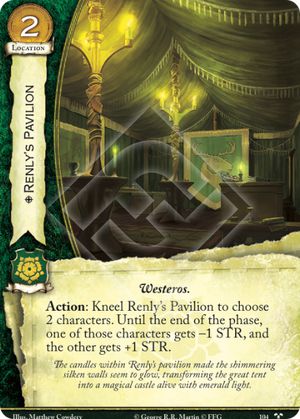 2
LOCATION
RENLY'S PAVILION
Westeros.
Action: Kneel Renly's Pavilion to choose
2 characters. Until the end of the phase,
one of those characters gets –1 STR, and
the other gets +1 STR.
The candles within Renly's pavilion made the shimmering
silken walls seem to glow, transforming the great tent
into a magical castle alive with emerald light.
Illus. Matthew Cowdery © George R.R. Martin © FFG 104